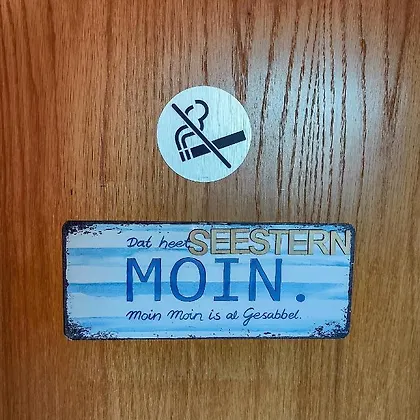 Dat heet SEESTERN
MOIN.
Moin Moin is al Gesabbel.